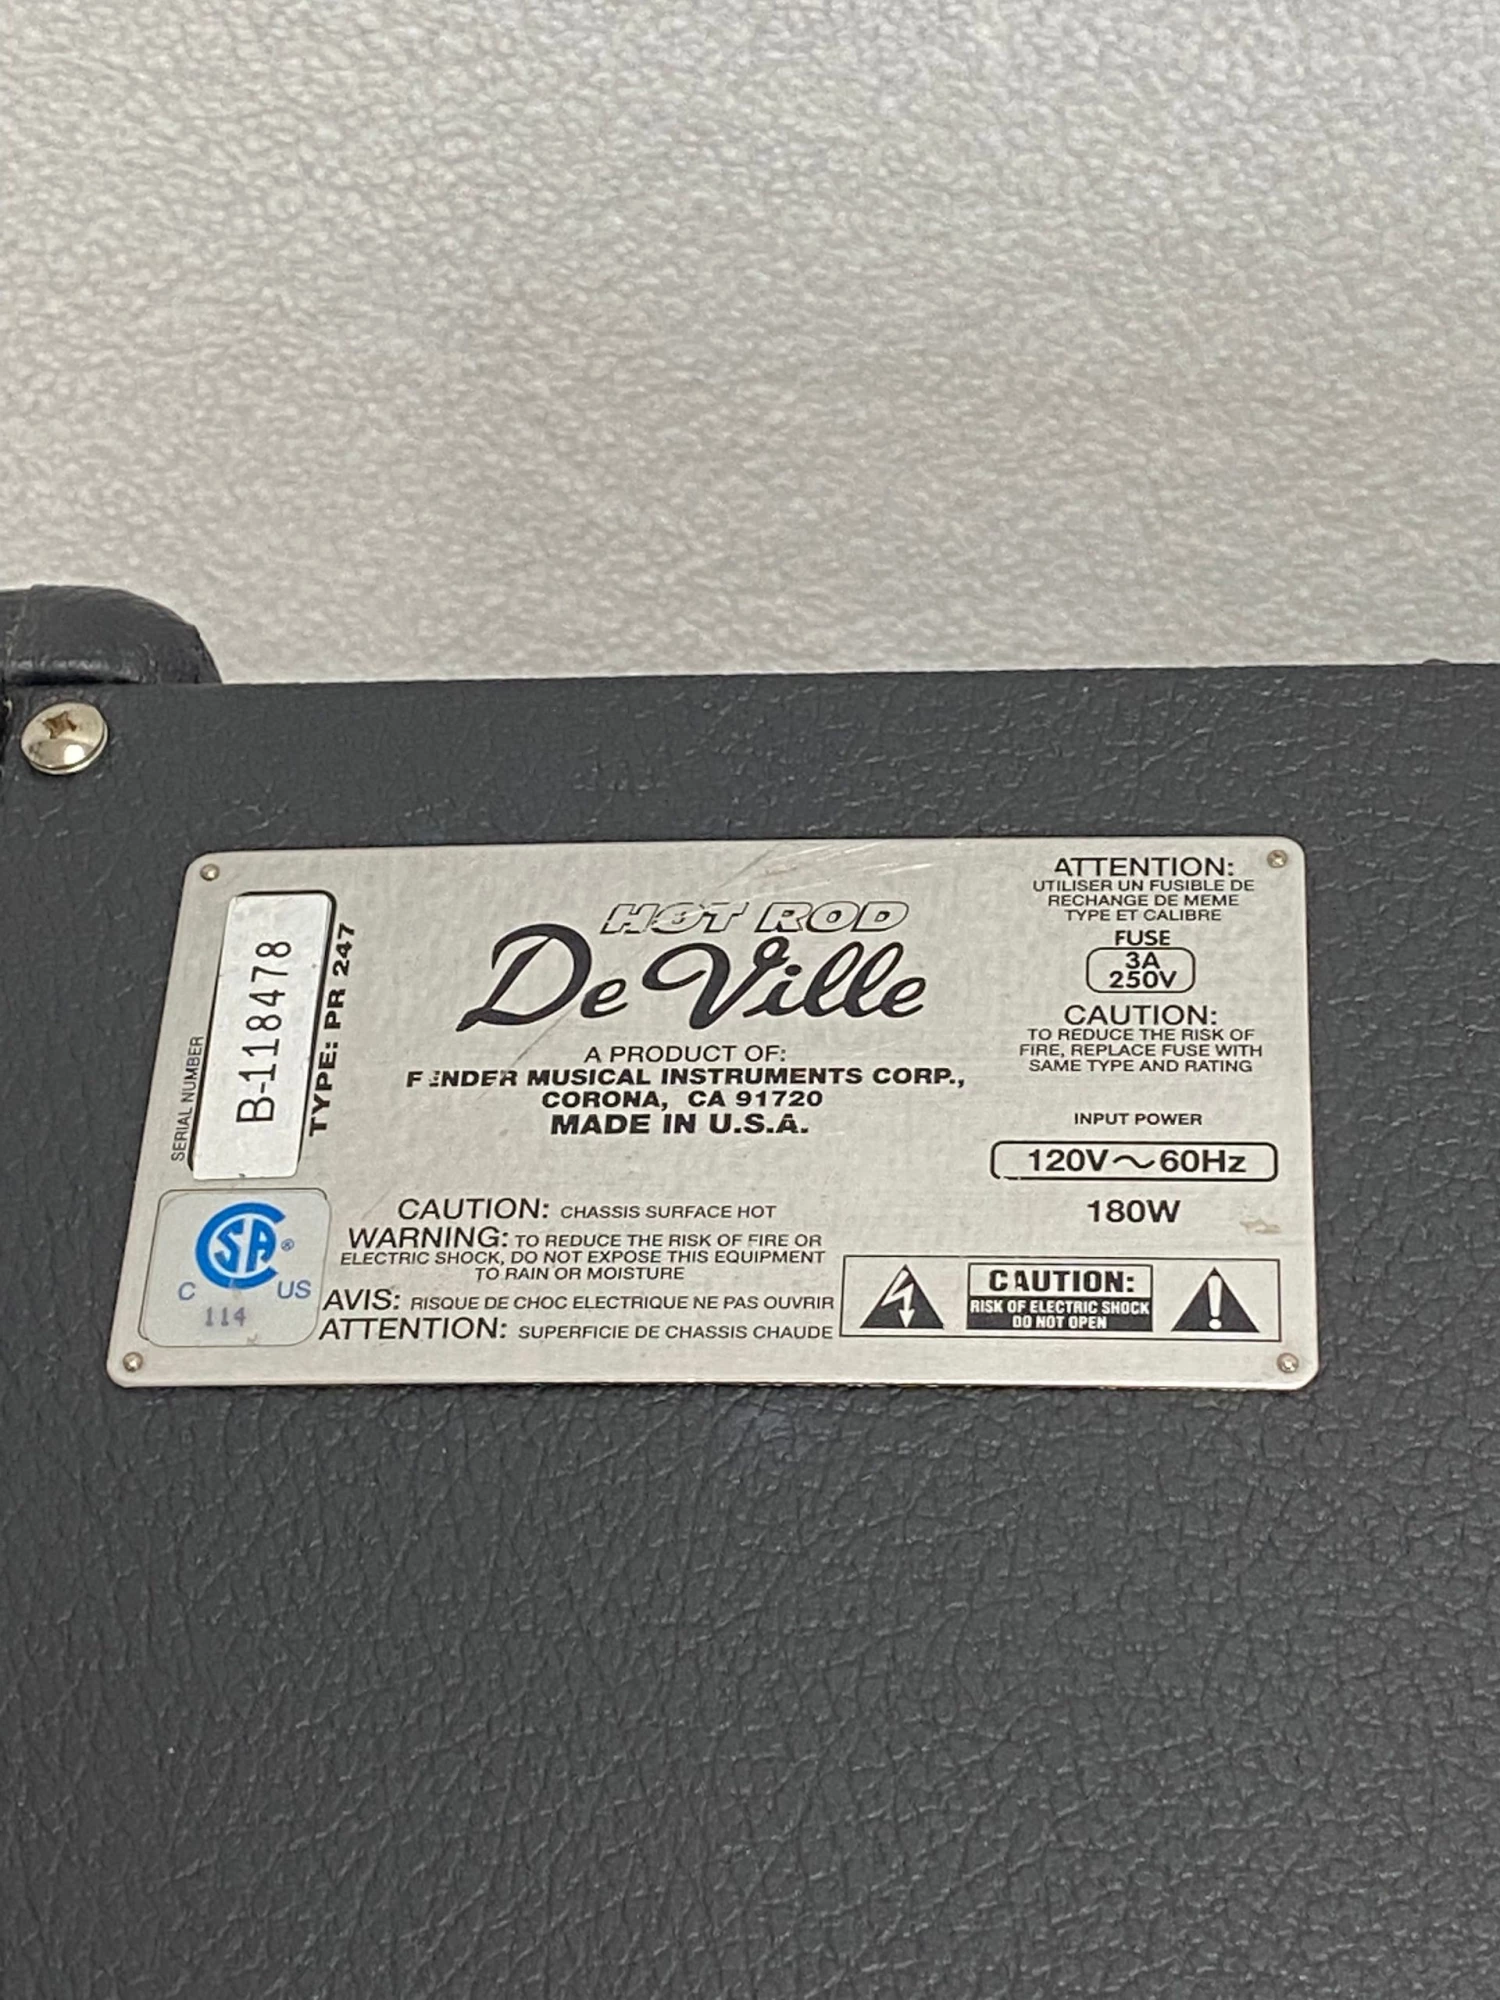 SERIAL NUMBER
B-118478
TYPE: PR 247
HOT ROD
De Ville
A PRODUCT OF:
FENDER MUSICAL INSTRUMENTS CORP.,
CORONA, CA 91720
MADE IN U.S.A.
ATTENTION:
UTILISER UN FUSIBLE DE
RECHANGE DE MEME
TYPE ET CALIBRE
FUSE
3A
250V
CAUTION:
TO REDUCE THE RISK OF
FIRE, REPLACE FUSE WITH
SAME TYPE AND RATING
INPUT POWER
120V~60Hz
180W
CSA®
C US
114
CAUTION: CHASSIS SURFACE HOT
WARNING: TO REDUCE THE RISK OF FIRE OR
ELECTRIC SHOCK, DO NOT EXPOSE THIS EQUIPMENT
TO RAIN OR MOISTURE
AVIS: RISQUE DE CHOC ELECTRIQUE NE PAS OUVRIR
ATTENTION: SUPERFICIE DE CHASSIS CHAUDE
CAUTION:
RISK OF ELECTRIC SHOCK
DO NOT OPEN